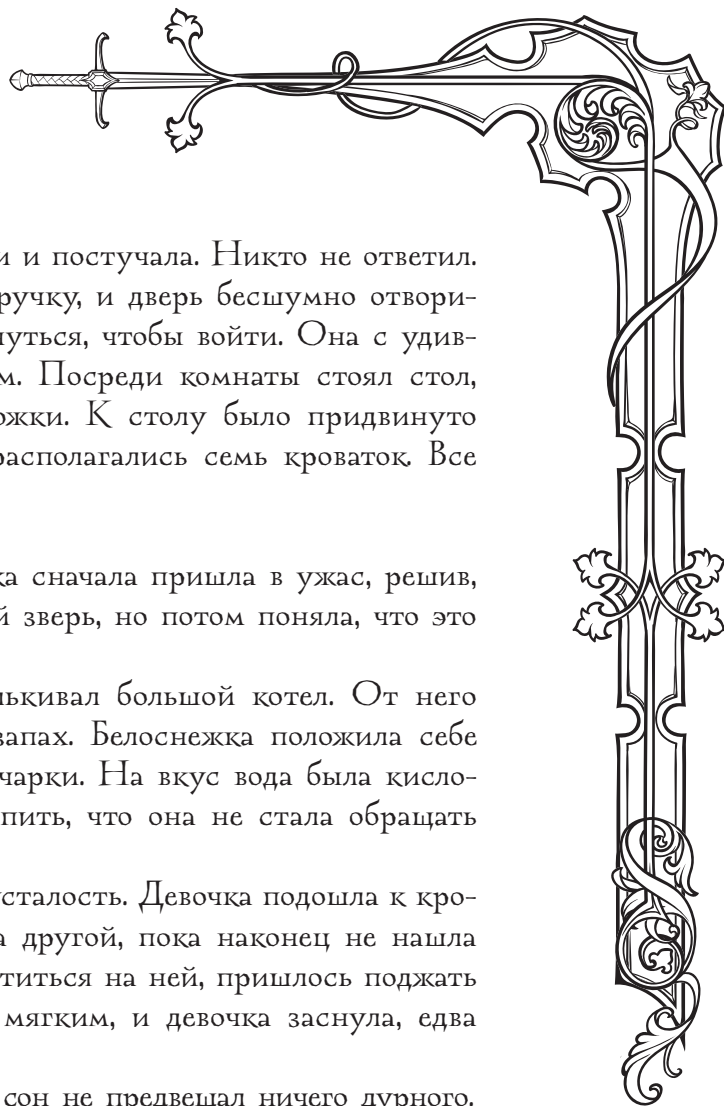 и и постучала. Никто не ответил.
ручку, и дверь бесшумно отвори-
нуться, чтобы войти. Она с удив-
м. Посреди комнаты стоял стол,
ожки. К столу было придвинуто
располагались семь кроваток. Все
ка сначала пришла в ужас, решив,
й зверь, но потом поняла, что это
лькивал большой котел. От него
запах. Белоснежка положила себе
чарки. На вкус вода была кисло-
пить, что она не стала обращать
усталость. Девочка подошла к кро-
а другой, пока наконец не нашла
титься на ней, пришлось поджать
мягким, и девочка заснула, едва
сон не предвещал ничего дурного.